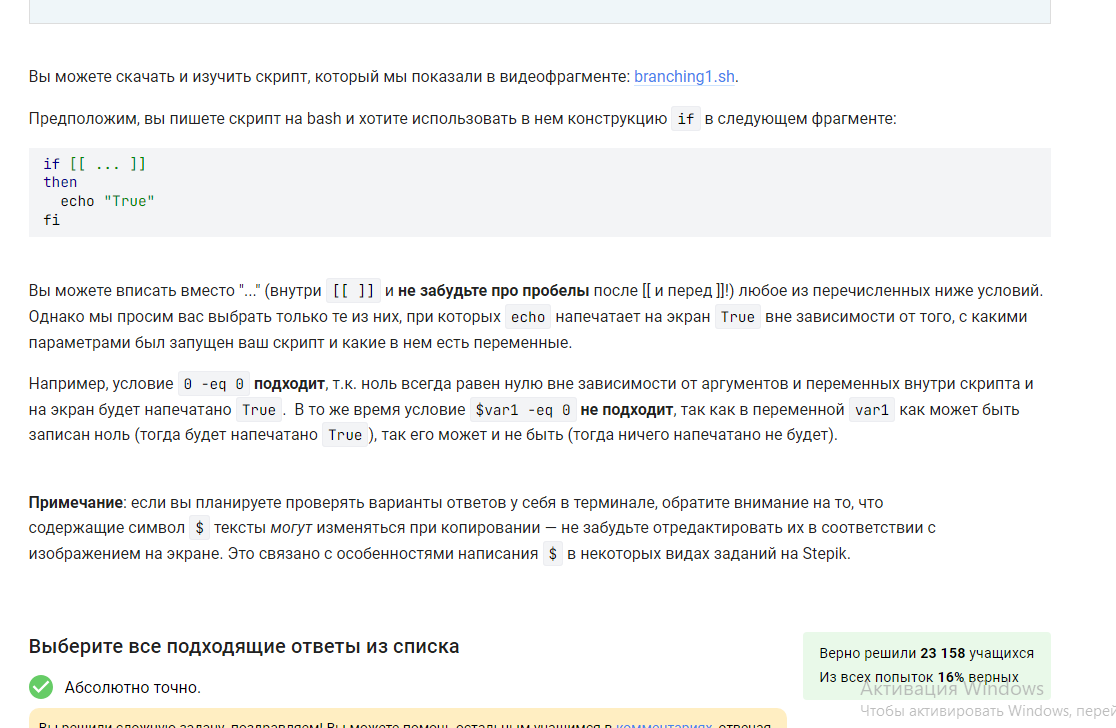 Вы можете скачать и изучить скрипт, который мы показали в видеофрагменте: branching1.sh.
Предположим, вы пишете скрипт на bash и хотите использовать в нем конструкцию if в следующем фрагменте:
if [[ ... ]]
then
  echo "True"
fi
Вы можете вписать вместо "..." (внутри [[ ]] и не забудьте про пробелы после [[ и перед ]]!) любое из перечисленных ниже условий.
Однако мы просим вас выбрать только те из них, при которых echo напечатает на экран True вне зависимости от того, с какими
параметрами был запущен ваш скрипт и какие в нем есть переменные.
Например, условие 0 -eq 0 подходит, т.к. ноль всегда равен нулю вне зависимости от аргументов и переменных внутри скрипта и
на экран будет напечатано True . В то же время условие $var1 -eq 0 не подходит, так как в переменной var1 как может быть
записан ноль (тогда будет напечатано True ), так его может и не быть (тогда ничего напечатано не будет).
Примечание: если вы планируете проверять варианты ответов у себя в терминале, обратите внимание на то, что
содержащие символ $ тексты могут изменяться при копировании — не забудьте отредактировать их в соответствии с
изображением на экране. Это связано с особенностями написания $ в некоторых видах заданий на Stepik.
Выберите все подходящие ответы из списка
Абсолютно точно.
Верно решили 23 158 учащихся
Из всех попыток 16% верных
Активация Windows
Чтобы активировать Windows, перей
Вы решили сложную задачу, поздравляем! Вы можете помочь остальным учащимся в комментариях, отвечая